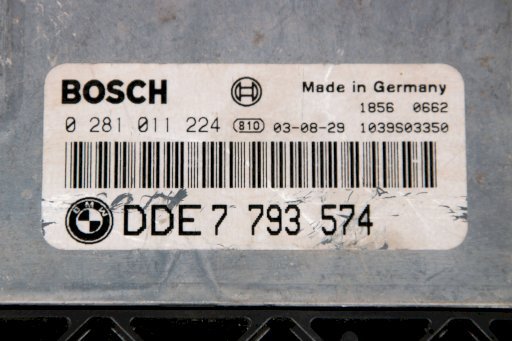 BOSCH Made in Germany
1856 0662
0 281 011 224 810 03-08-29 1039S03350
A
BMW DDE 7 793 574